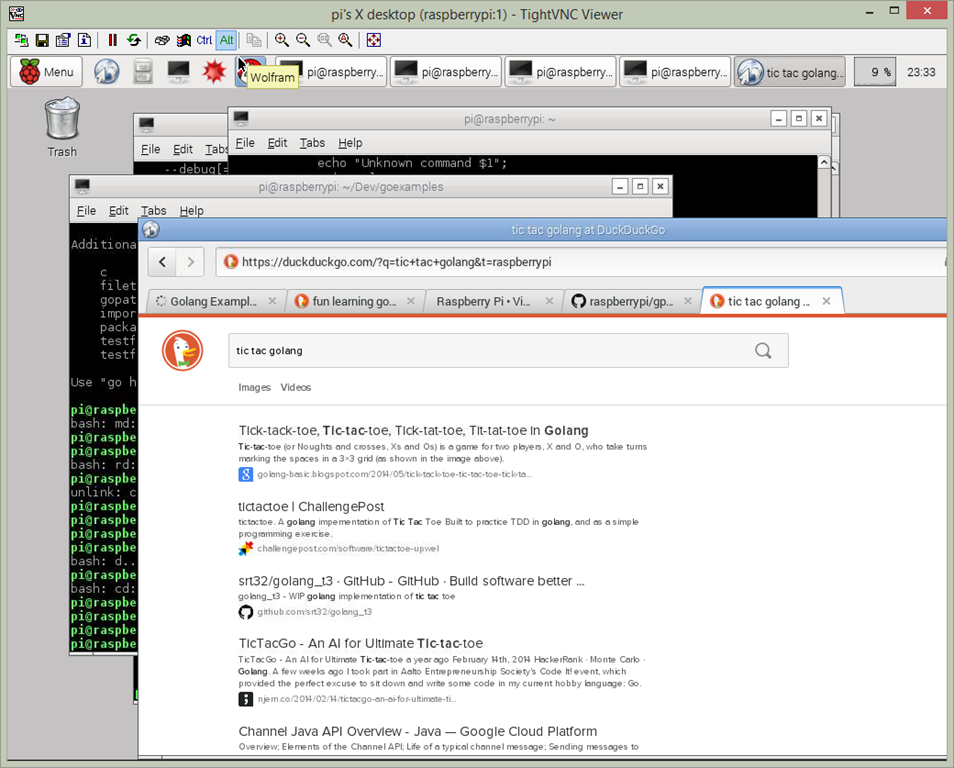 pi's X desktop (raspberrypi:1) - TightVNC Viewer
Ctrl Alt
Menu pi@raspberry... pi@raspberry... pi@raspberry... pi@raspberry... tic tac golang... 9 % 23:33
Wolfram
Trash
File Edit Tabs
--debug[=
pi@raspberrypi: ~
File Edit Tabs Help
echo "Unknown command $1";
pi@raspberrypi: ~/Dev/goexamples
File Edit Tabs Help
Additiona
c
filet
gopat
impor
packa
testf
testf
Use "go h
pi@raspbe
bash: md:
pi@raspbe
pi@raspbe
bash: rd:
pi@raspbe
unlink: c
pi@raspbe
pi@raspbe
pi@raspbe
pi@raspbe
bash: d..
pi@raspbe
bash: cd:
pi@raspbe
pi@raspbe
pi@raspbe
pi@raspbe
tic tac golang at DuckDuckGo
https://duckduckgo.com/?q=tic+tac+golang&t=raspberrypi
Golang Exampl... fun learning go... Raspberry Pi • Vi... raspberrypi/gp... tic tac golang ...
tic tac golang
Images Videos
Tick-tack-toe, Tic-tac-toe, Tick-tat-toe, Tit-tat-toe in Golang
Tic-tac-toe (or Noughts and crosses, Xs and Os) is a game for two players, X and O, who take turns
marking the spaces in a 3×3 grid (as shown in the image above).
golang-basic.blogspot.com/2014/05/tick-tack-toe-tic-tac-toe-tick-ta...
tictactoe | ChallengePost
tictactoe. A golang impementation of Tic Tac Toe Built to practice TDD in golang, and as a simple
programming exercise.
challengepost.com/software/tictactoe-upwel
srt32/golang_t3 · GitHub - GitHub · Build software better ...
golang_t3 - WIP golang implementation of tic tac toe
github.com/srt32/golang_t3
TicTacGo - An AI for Ultimate Tic-tac-toe
TicTacGo - An AI for Ultimate Tic-tac-toe a year ago February 14th, 2014 HackerRank · Monte Carlo ·
Golang. A few weeks ago I took part in Aalto Entrepreneurship Society's Code It! event, which
provided the perfect excuse to sit down and write some code in my current hobby language: Go.
njern.co/2014/02/14/tictacgo-an-ai-for-ultimate-ti...
Channel Java API Overview - Java — Google Cloud Platform
Overview; Elements of the Channel API; Life of a typical channel message; Sending messages to